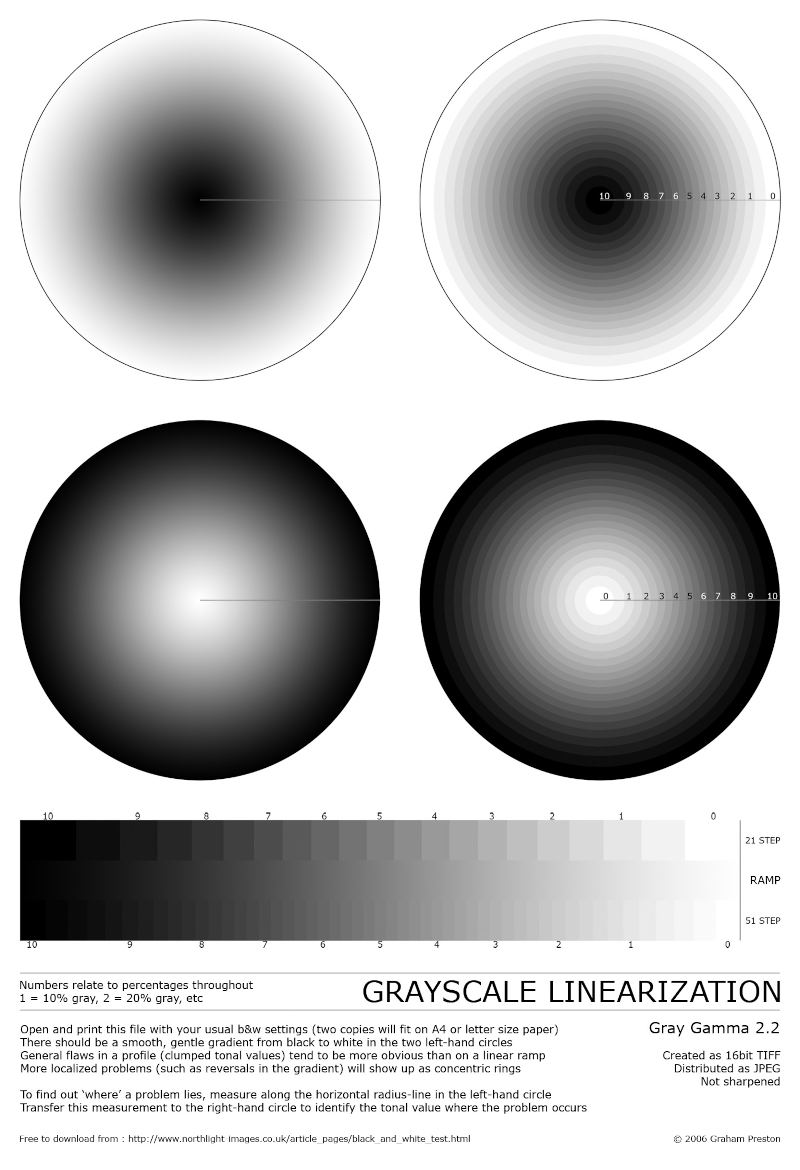 10 9 8 7 6 5 4 3 2 1 0
0 1 2 3 4 5 6 7 8 9 10
10 9 8 7 6 5 4 3 2 1 0
21 STEP
RAMP
51 STEP
10 9 8 7 6 5 4 3 2 1 0
Numbers relate to percentages throughout
1 = 10% gray, 2 = 20% gray, etc
GRAYSCALE LINEARIZATION
Open and print this file with your usual b&w settings (two copies will fit on A4 or letter size paper)
There should be a smooth, gentle gradient from black to white in the two left-hand circles
General flaws in a profile (clumped tonal values) tend to be more obvious than on a linear ramp
More localized problems (such as reversals in the gradient) will show up as concentric rings
To find out ‘where’ a problem lies, measure along the horizontal radius-line in the left-hand circle
Transfer this measurement to the right-hand circle to identify the tonal value where the problem occurs
Gray Gamma 2.2
Created as 16bit TIFF
Distributed as JPEG
Not sharpened
Free to download from : http://www.northlight-images.co.uk/article_pages/black_and_white_test.html
© 2006 Graham Preston